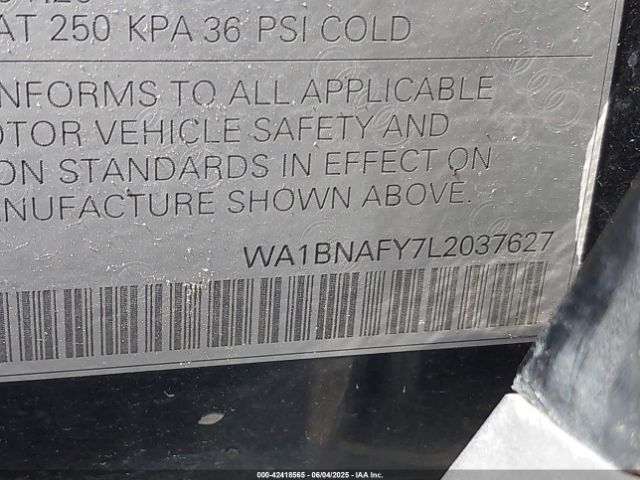 AT 250 KPA 36 PSI COLD
NFORMS TO ALL APPLICABLE
OTOR VEHICLE SAFETY AND
ON STANDARDS IN EFFECT ON
ANUFACTURE SHOWN ABOVE.
WA1BNAFY7L2037627
000-42418565 | 06/04/2025 | IAA Inc.